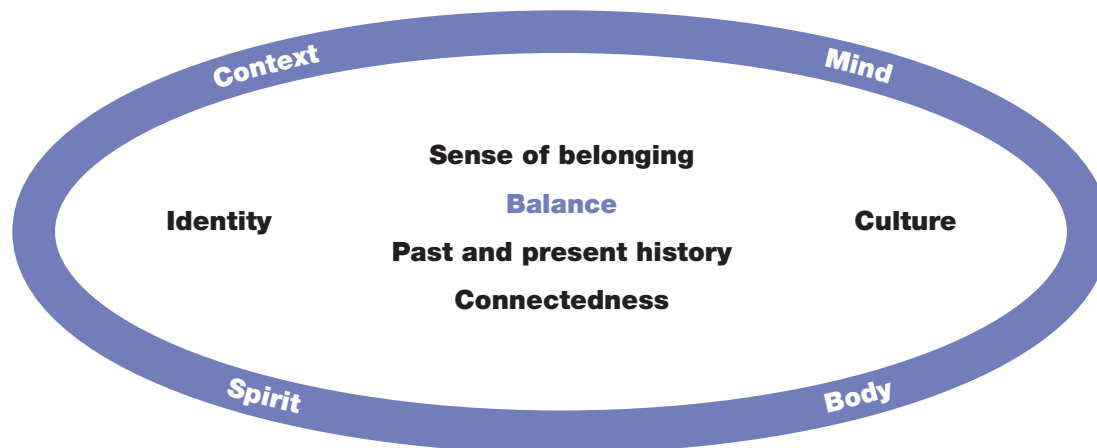 Context
Mind
Sense of belonging
Balance
Identity
Culture
Past and present history
Connectedness
Spirit
Body